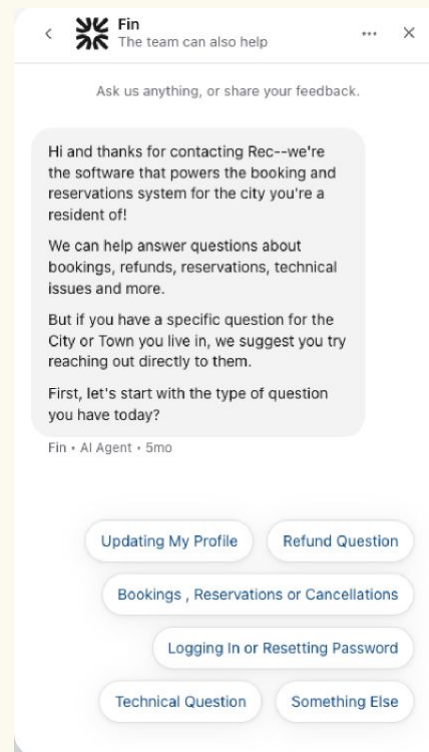 Fin
The team can also help
Ask us anything, or share your feedback.
Hi and thanks for contacting Rec--we're
the software that powers the booking and
reservations system for the city you're a
resident of!
We can help answer questions about
bookings, refunds, reservations, technical
issues and more.
But if you have a specific question for the
City or Town you live in, we suggest you try
reaching out directly to them.
First, let's start with the type of question
you have today?
Fin • AI Agent • 5mo
Updating My Profile
Refund Question
Bookings , Reservations or Cancellations
Logging In or Resetting Password
Technical Question
Something Else